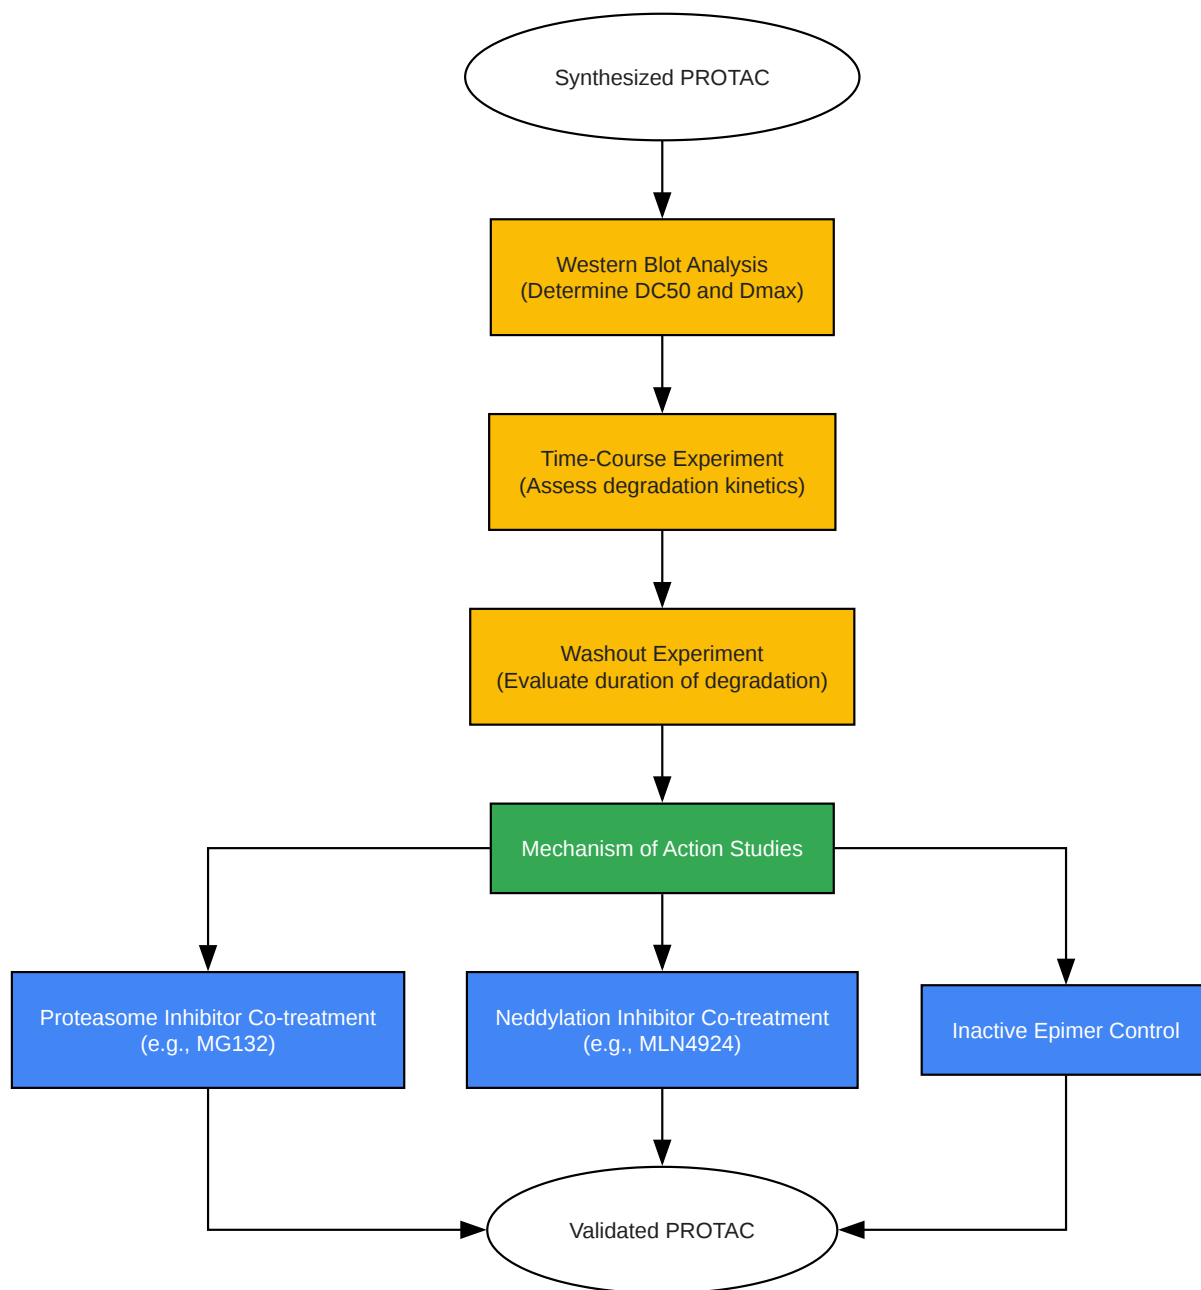 Synthesized PROTAC
Western Blot Analysis
(Determine DC50 and Dmax)
Time-Course Experiment
(Assess degradation kinetics)
Washout Experiment
(Evaluate duration of degradation)
Mechanism of Action Studies
Proteasome Inhibitor Co-treatment
(e.g., MG132)
Neddylation Inhibitor Co-treatment
(e.g., MLN4924)
Inactive Epimer Control
Validated PROTAC